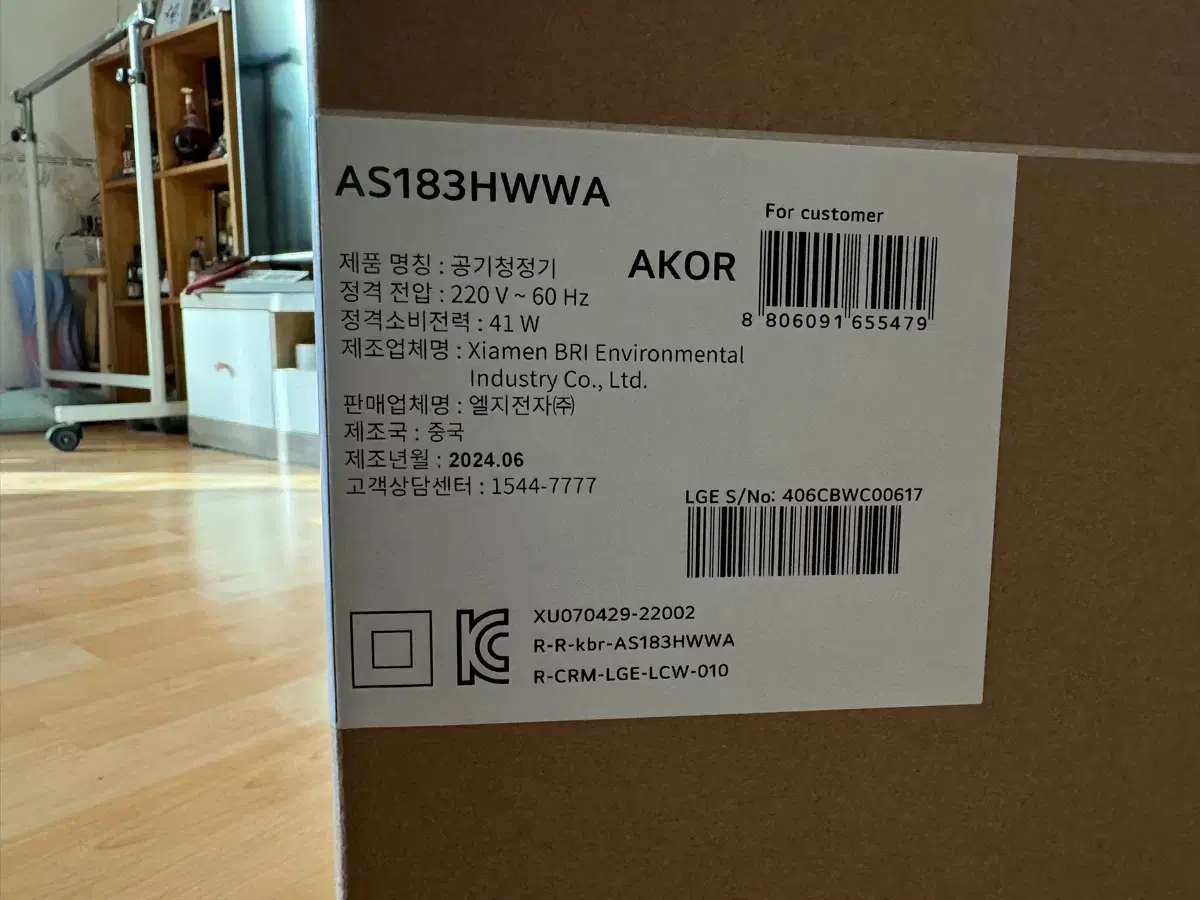 AS183HWWA
For customer
AKOR
8 806091 655479
제품 명칭 : 공기청정기
정격 전압 : 220 V ~ 60 Hz
정격소비전력 : 41 W
제조업체명 : Xiamen BRI Environmental
Industry Co., Ltd.
판매업체명 : 엘지전자㈜
제조국 : 중국
제조년월 : 2024.06
고객상담센터 : 1544-7777
LGE S/No: 406CBWC00617
XU070429-22002
R-R-kbr-AS183HWWA
R-CRM-LGE-LCW-010